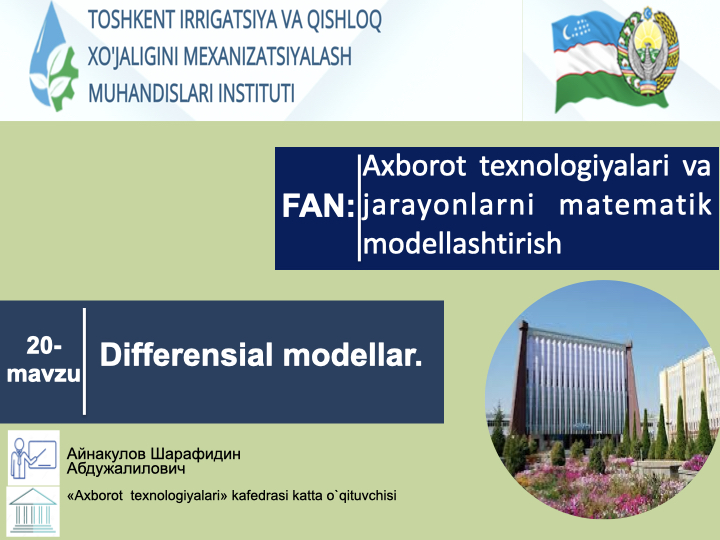 TOSHKENT IRRIGATSIYA VA QISHLOQ
XO'JALIGINI MEXANIZATSIYALASH
MUHANDISLARI INSTITUTI
FAN:
Axborot texnologiyalari va
jarayonlarni matematik
modellashtirish
20-
mavzu
Differensial modellar.
Айнакулов Шарафидин
Абдужалилович
«Axborot texnologiyalari» kafedrasi katta o`qituvchisi